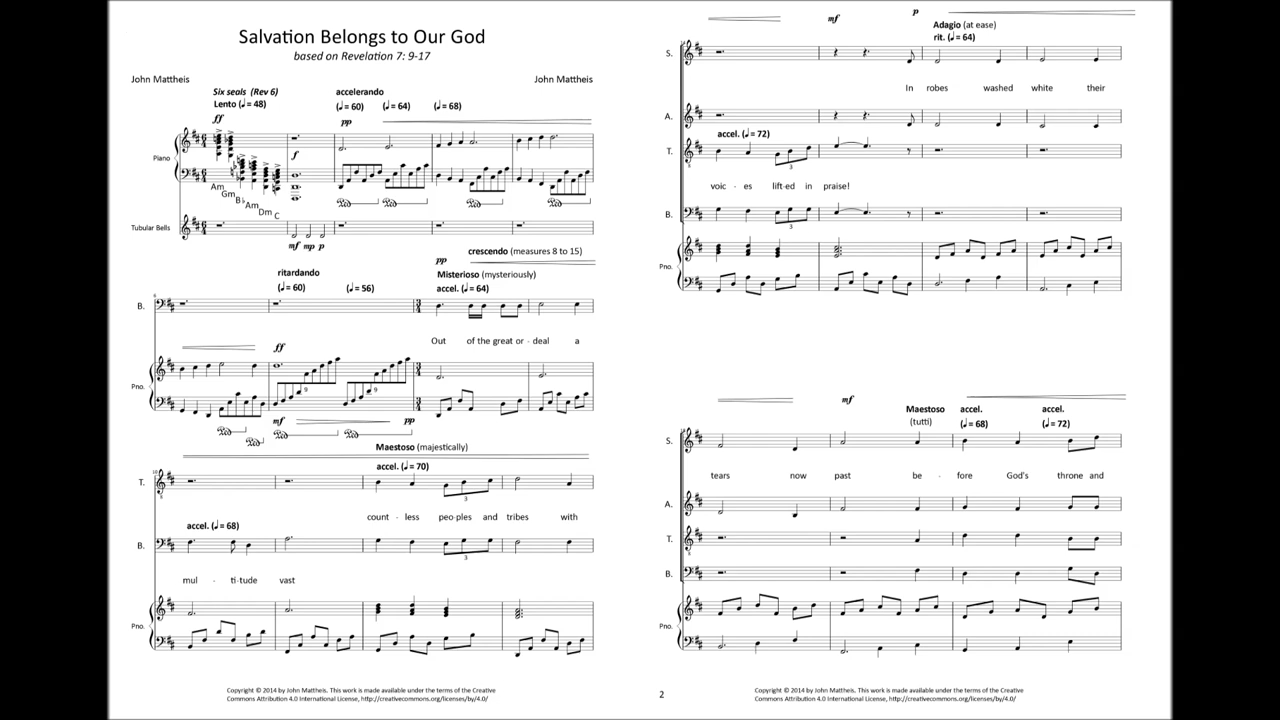 Salvation Belongs to Our God
based on Revelation 7: 9-17
John Mattheis
John Mattheis
Six seals (Rev 6)
Lento (♩= 48)
accelerando
(♩= 60) (♩= 64) (♩= 68)
ff
pp
Piano
f
Am
Gm
B♭
Am
Dm
C
Tubular Bells
mf mp p
crescendo (measures 8 to 15)
pp
ritardando
Misterioso (mysteriously)
(♩= 60) (♩= 56) accel. (♩= 64)
B.
Out of the great or - deal a
ff
Pno.
9 9
mf pp
Maestoso (majestically)
accel. (♩= 70)
T.
3
count - less peo-ples and tribes with
accel. (♩= 68)
B.
3
mul - ti-tude vast
Pno.
Copyright © 2014 by John Mattheis. This work is made available under the terms of the Creative
Commons Attribution 4.0 International License, http://creativecommons.org/licenses/by/4.0/
mf p
Adagio (at ease)
rit. (♩= 64)
S.
In robes washed white their
A.
accel. (♩= 72)
T.
3
voic - es lift-ed in praise!
B.
3
Pno.
mf
Maestoso accel. accel.
(tutti) (♩= 68) (♩= 72)
S.
tears now past be - fore God's throne and
A.
T.
B.
Pno.
2
Copyright © 2014 by John Mattheis. This work is made available under the terms of the Creative
Commons Attribution 4.0 International License, http://creativecommons.org/licenses/by/4.0/